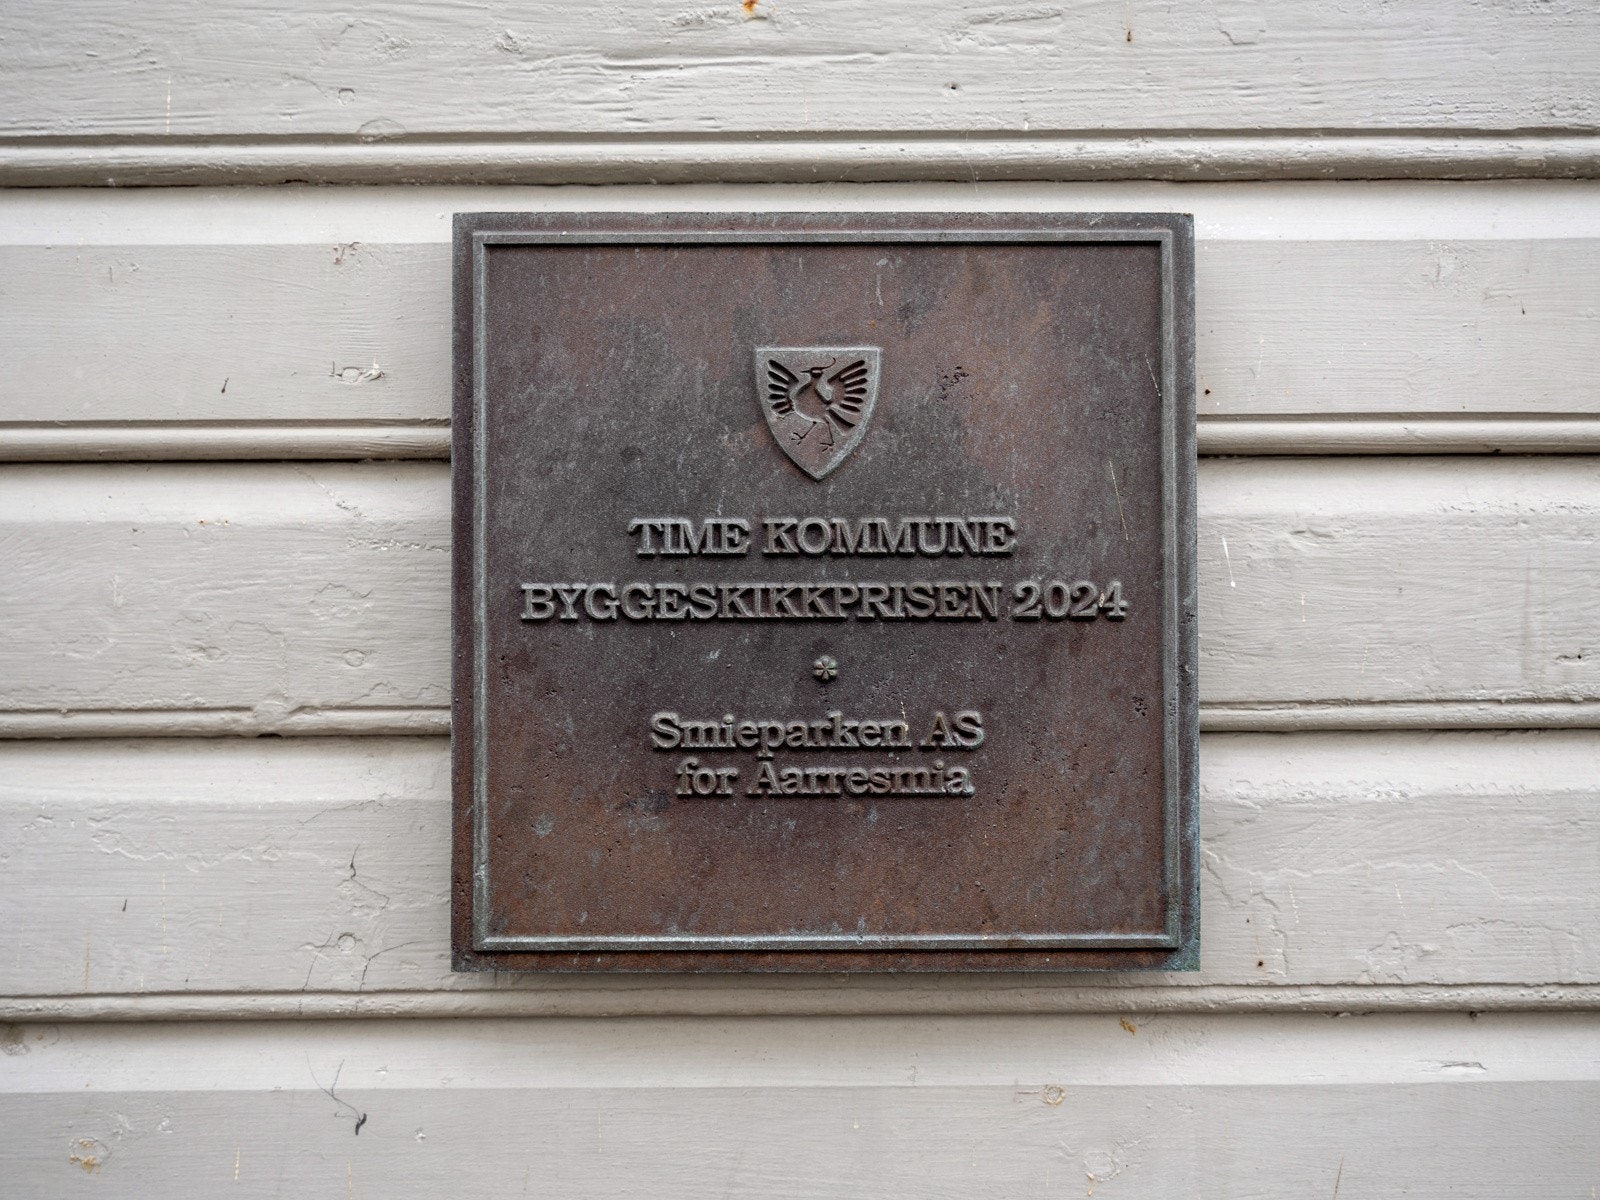 TIME KOMMUNE
BYGGESKIKKPRISEN 2024
Smieparken AS
for Aarresmia